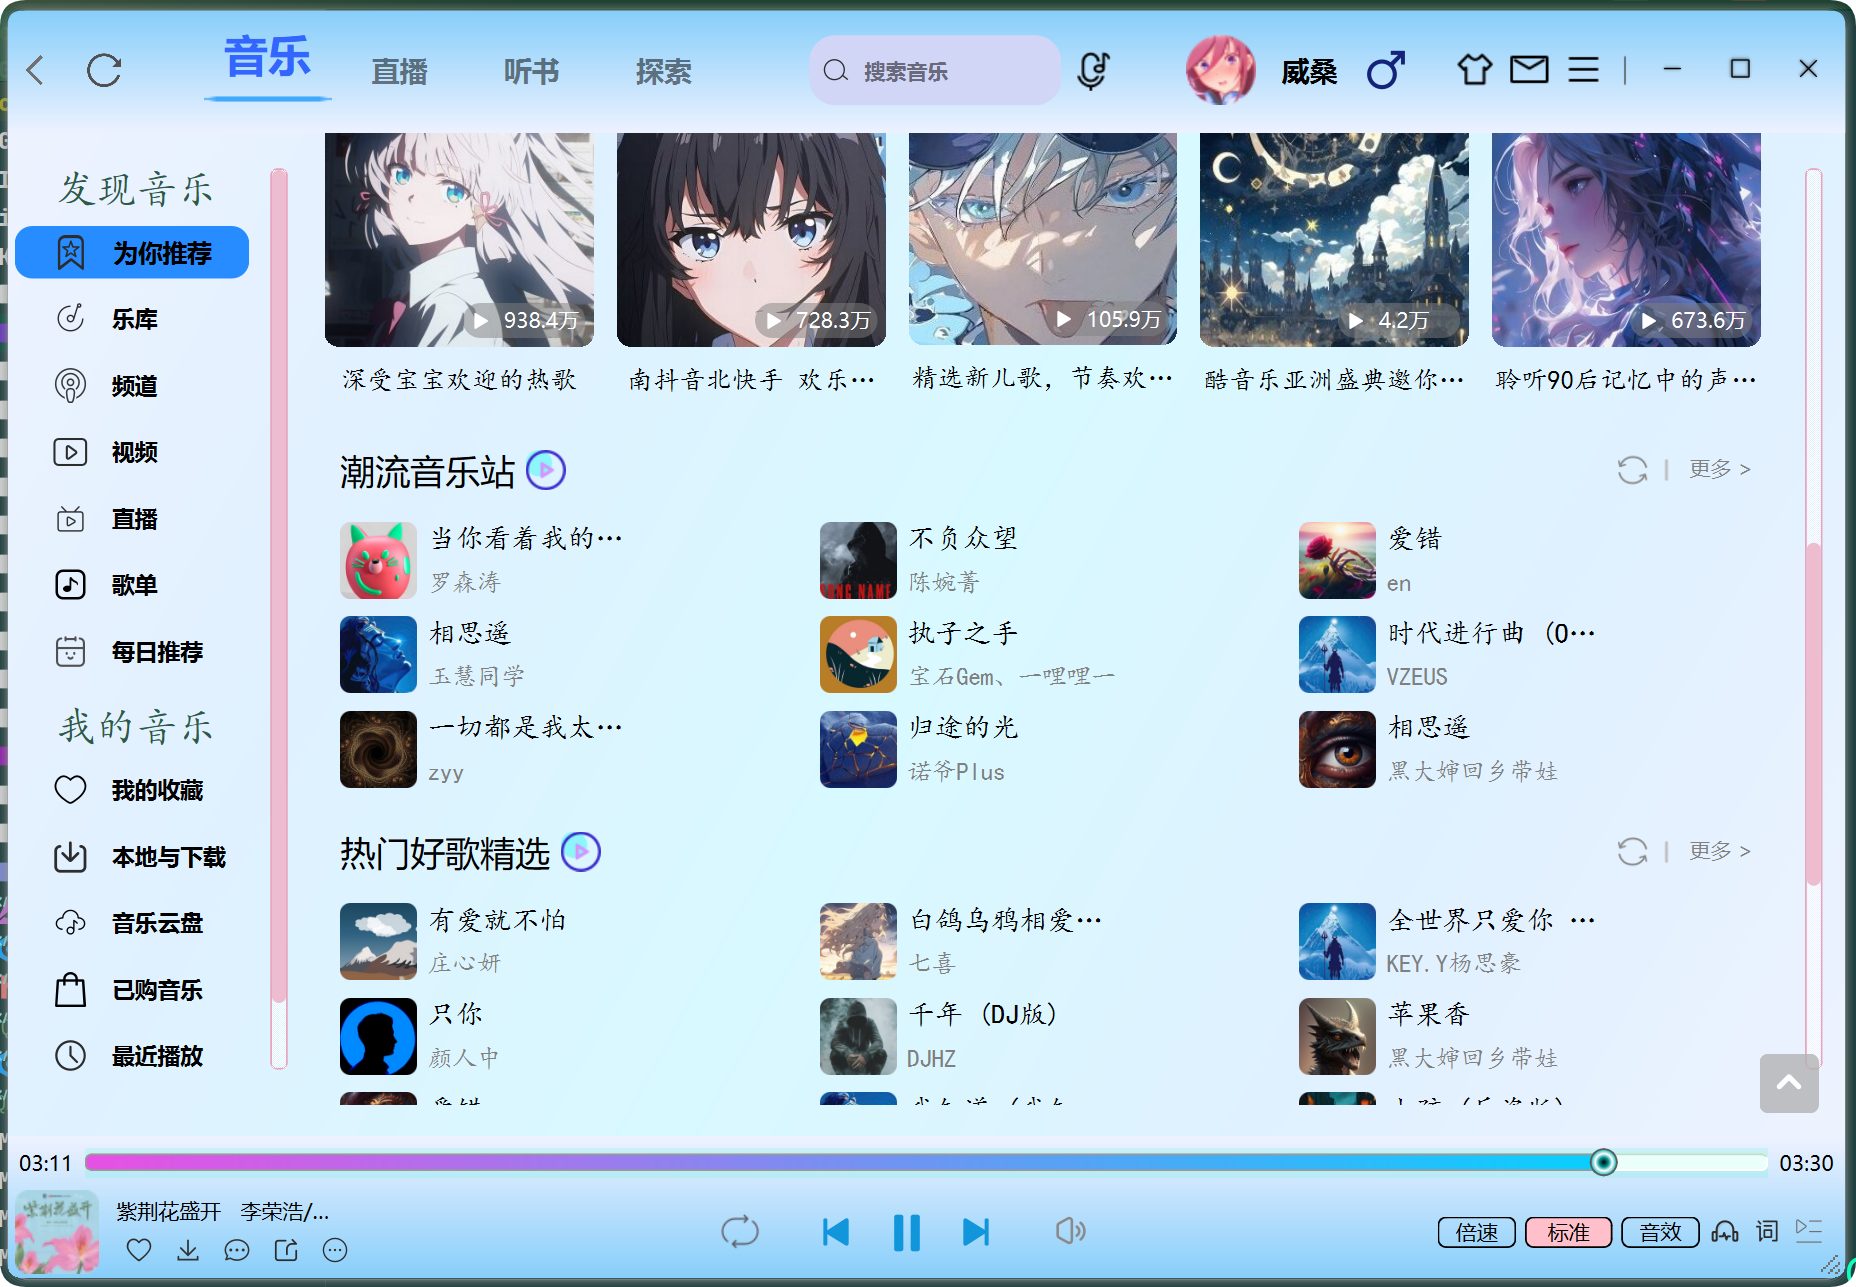 音乐 直播 听书 探索 搜索音乐 威桑
发现音乐
为你推荐
乐库
频道
视频
直播
歌单
每日推荐
我的音乐
我的收藏
本地与下载
音乐云盘
已购音乐
最近播放
938.4万 728.3万 105.9万 4.2万 673.6万
深受宝宝欢迎的热歌 南抖音北快手 欢乐… 精选新儿歌，节奏欢… 酷音乐亚洲盛典邀你… 聆听90后记忆中的声…
潮流音乐站 更多 >
当你看着我的… 不负众望 爱错
罗森涛 陈婉菁 en
相思遥 执子之手 时代进行曲 (0…
玉慧同学 宝石Gem、一哩哩一 VZEUS
一切都是我太… 归途的光 相思遥
zyy 诺爷Plus 黑大婶回乡带娃
热门好歌精选 更多 >
有爱就不怕 白鸽乌鸦相爱… 全世界只爱你 …
庄心妍 七喜 KEY.Y杨思豪
只你 千年 (DJ版) 苹果香
颜人中 DJHZ 黑大婶回乡带娃
03:11 03:30
紫荆花盛开 李荣浩/...
倍速 标准 音效 词
紫荆花盛开